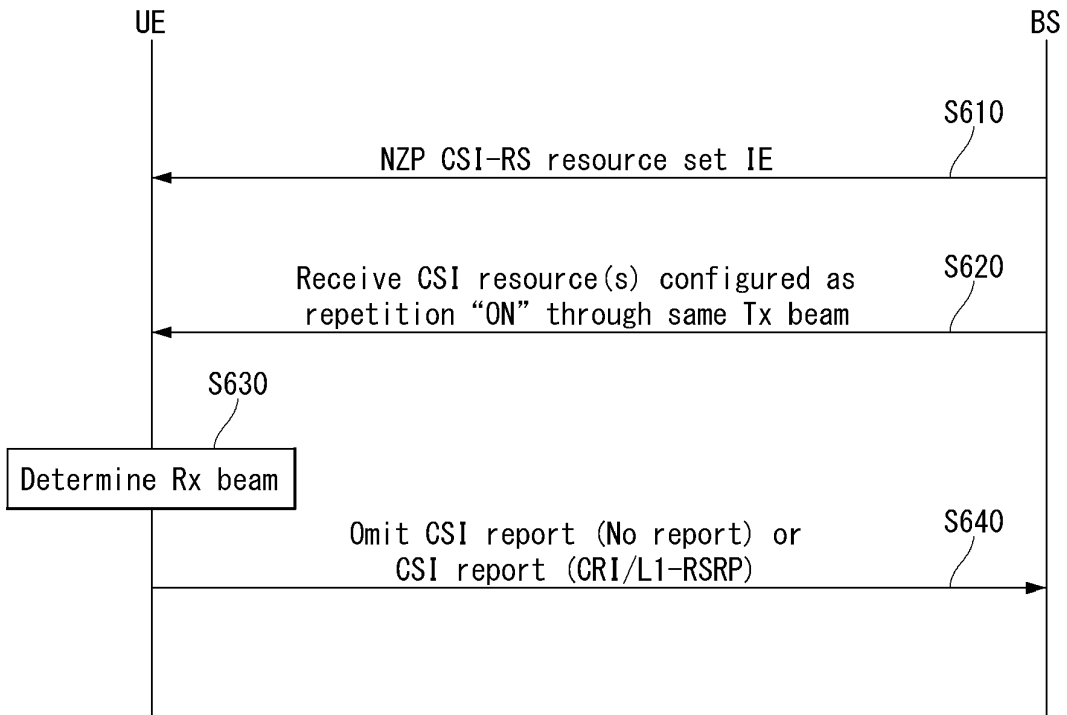 UE
BS
S610
NZP CSI-RS resource set IE
S620
Receive CSI resource(s) configured as
repetition “ON” through same Tx beam
S630
Determine Rx beam
S640
Omit CSI report (No report) or
CSI report (CRI/L1-RSRP)